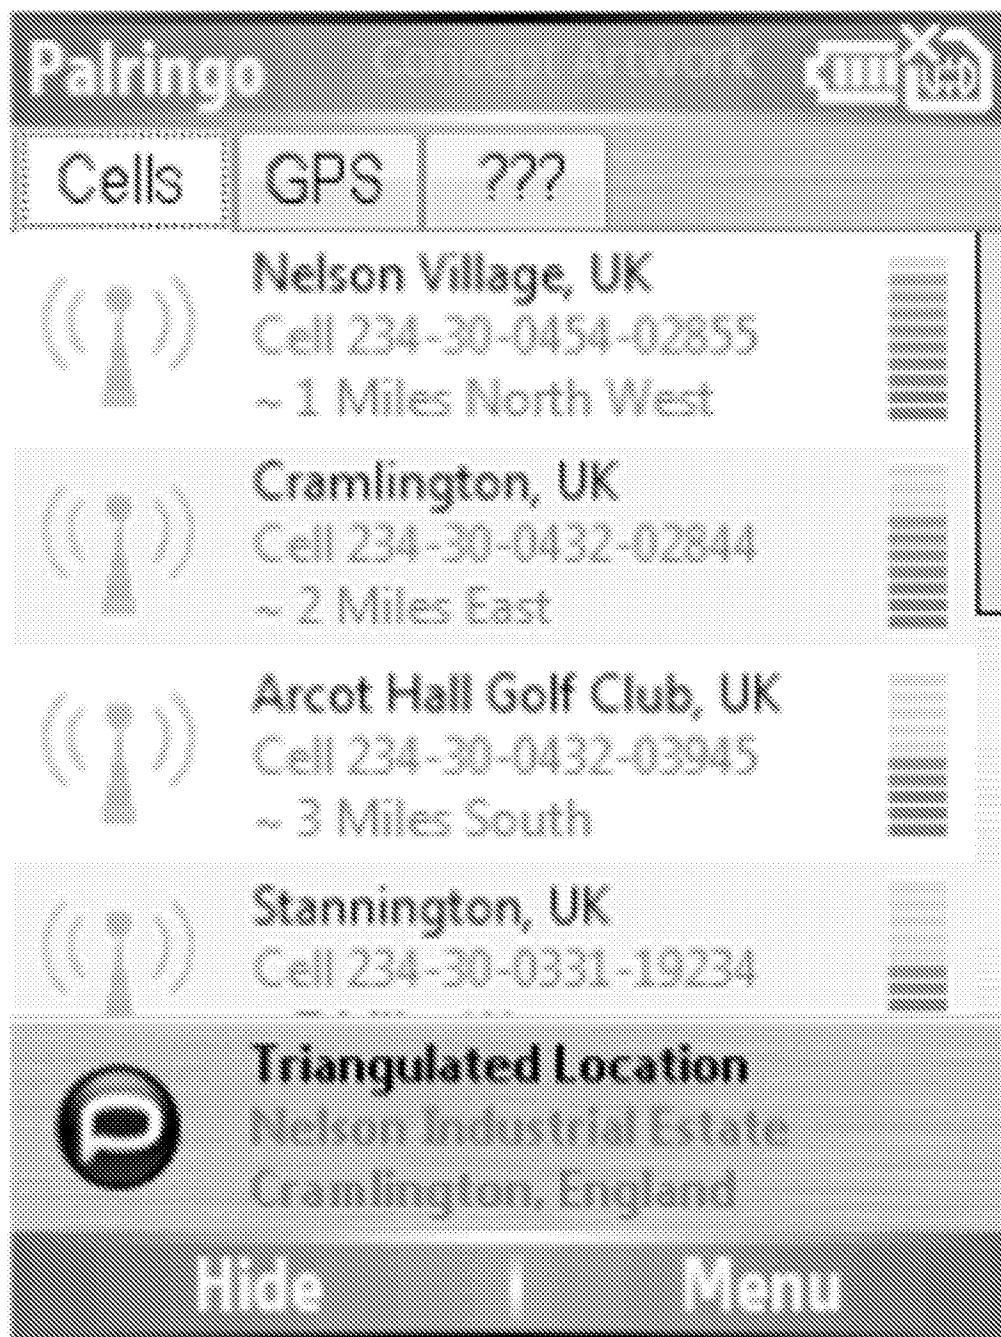 Palringo
Cells GPS ???
Nelson Village, UK
Cell 234-30-0454-02855
~ 1 Miles North West
Cramlington, UK
Cell 234-30-0432-02844
~ 2 Miles East
Arcot Hall Golf Club, UK
Cell 234-30-0432-03945
~ 3 Miles South
Stannington, UK
Cell 234-30-0331-19234
Triangulated Location
Nelson Industrial Estate
Cramlington, England
Hide Menu